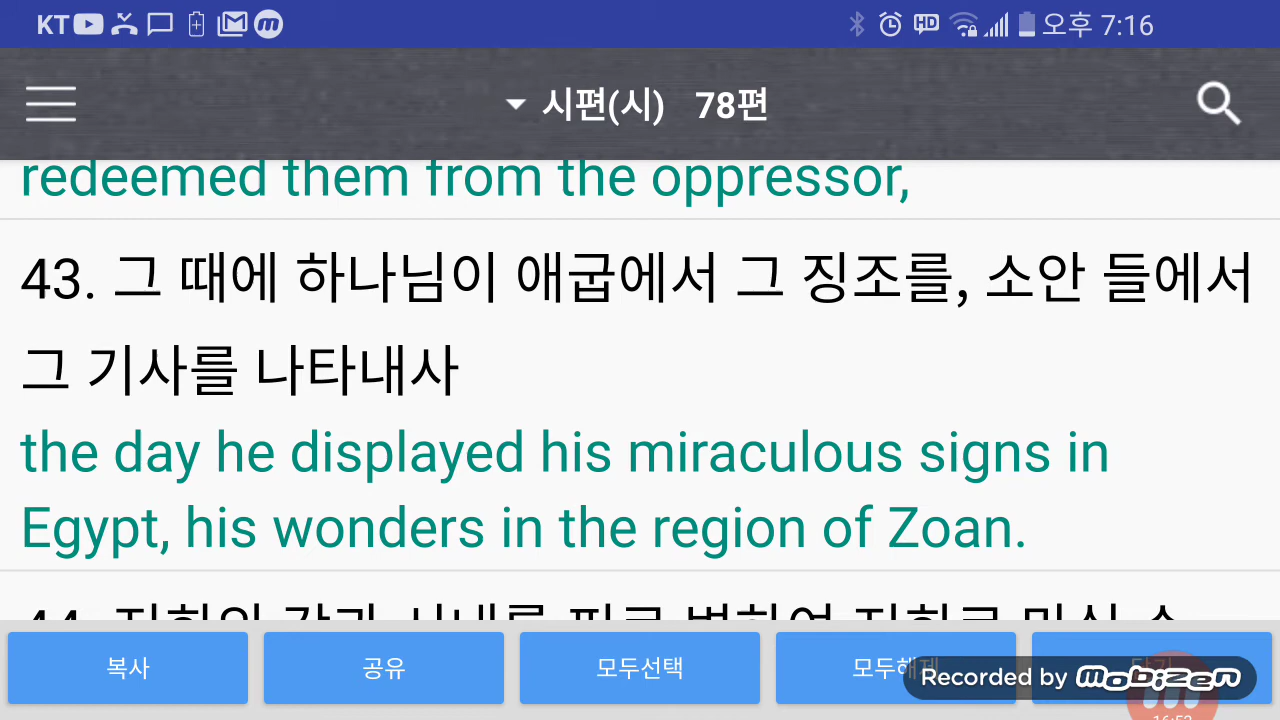 KT HD 오후 7:16
시편(시) 78편
redeemed them from the oppressor,
43. 그 때에 하나님이 애굽에서 그 징조를, 소안 들에서
그 기사를 나타내사
the day he displayed his miraculous signs in
Egypt, his wonders in the region of Zoan.
복사 공유 모두선택 모두해제
Recorded by mobizen